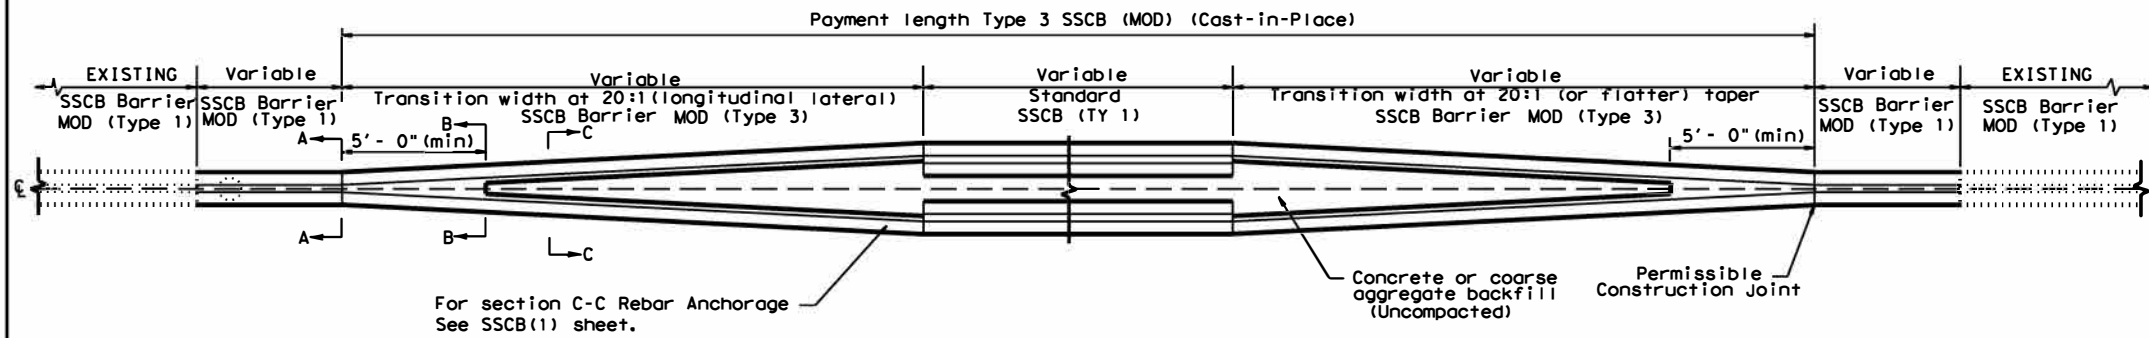 Payment length Type 3 SSCB (MOD) (Cast-in-Place)
EXISTING
SSCB Barrier
MOD (Type 1)
Variable
SSCB Barrier
MOD (Type 1)
Variable
Transition width at 20:1 (longitudinal lateral)
SSCB Barrier MOD (Type 3)
Variable
Standard
SSCB (TY 1)
Variable
Transition width at 20:1 (or flatter) taper
SSCB Barrier MOD (Type 3)
Variable
SSCB Barrier
MOD (Type 1)
EXISTING
SSCB Barrier
MOD (Type 1)
A
B
C
5'- 0" (min)
5'- 0" (min)
℄
A
B
C
For section C-C Rebar Anchorage
See SSCB(1) sheet.
Concrete or coarse
aggregate backfill
(Uncompacted)
Permissible
Construction Joint